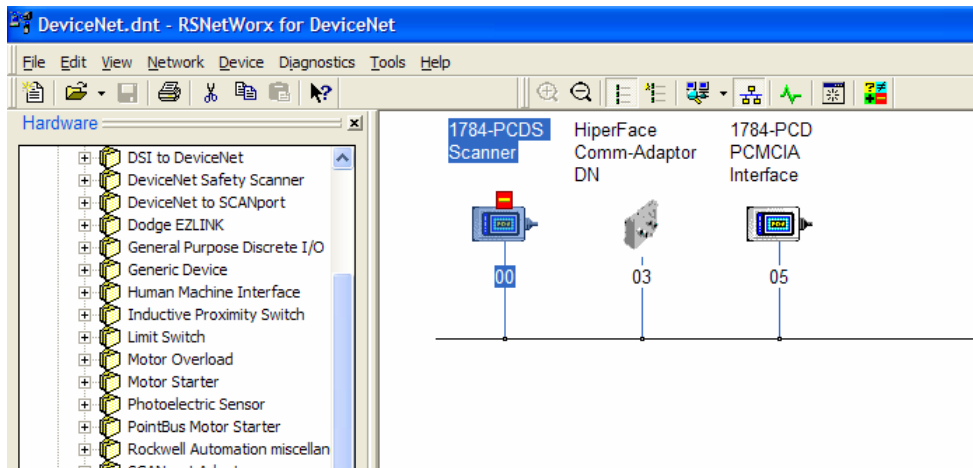 DeviceNet.dnt - RSNetWorx for DeviceNet
File Edit View Network Device Diagnostics Tools Help
Hardware
DSI to DeviceNet
DeviceNet Safety Scanner
DeviceNet to SCANport
Dodge EZLINK
General Purpose Discrete I/O
Generic Device
Human Machine Interface
Inductive Proximity Switch
Limit Switch
Motor Overload
Motor Starter
Photoelectric Sensor
PointBus Motor Starter
Rockwell Automation miscellan
1784-PCDS
Scanner
HiperFace
Comm-Adaptor
DN
1784-PCD
PCMCIA
Interface
00
03
05